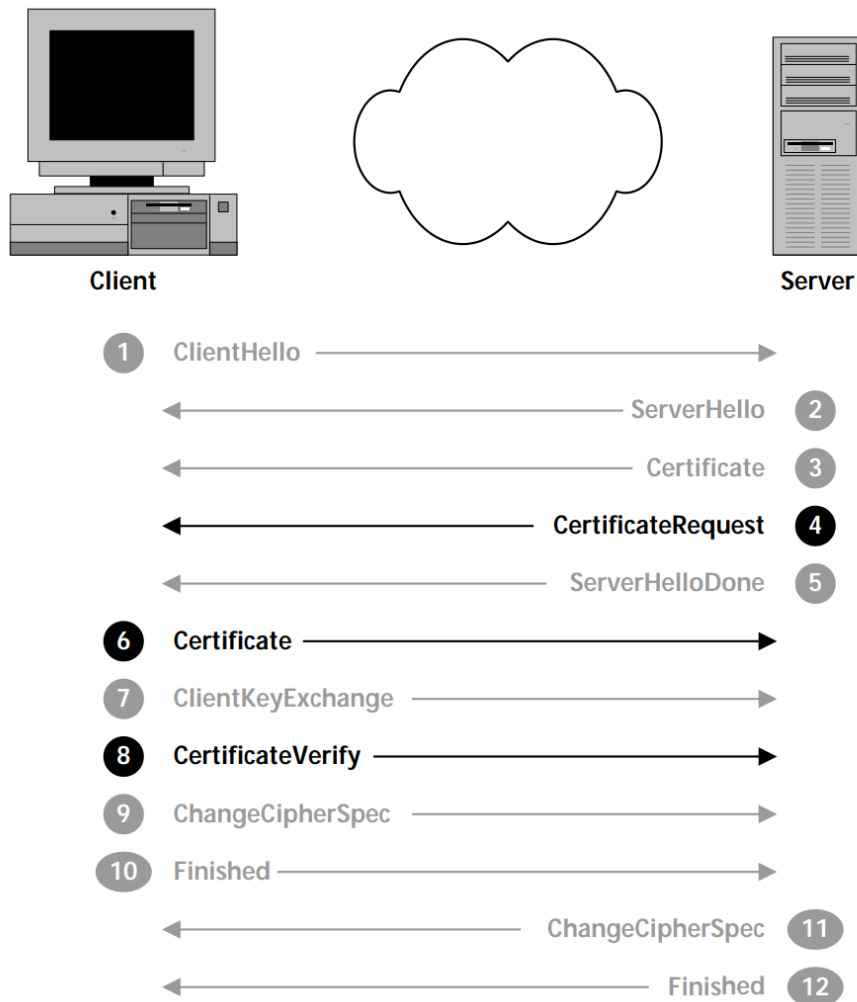 Client
Server
1 ClientHello
ServerHello 2
Certificate 3
CertificateRequest 4
ServerHelloDone 5
6 Certificate
7 ClientKeyExchange
8 CertificateVerify
9 ChangeCipherSpec
10 Finished
ChangeCipherSpec 11
Finished 12